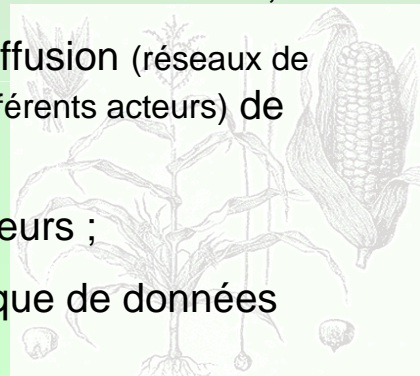 ffusion (réseaux de
férents acteurs) de
eurs ;
que de données